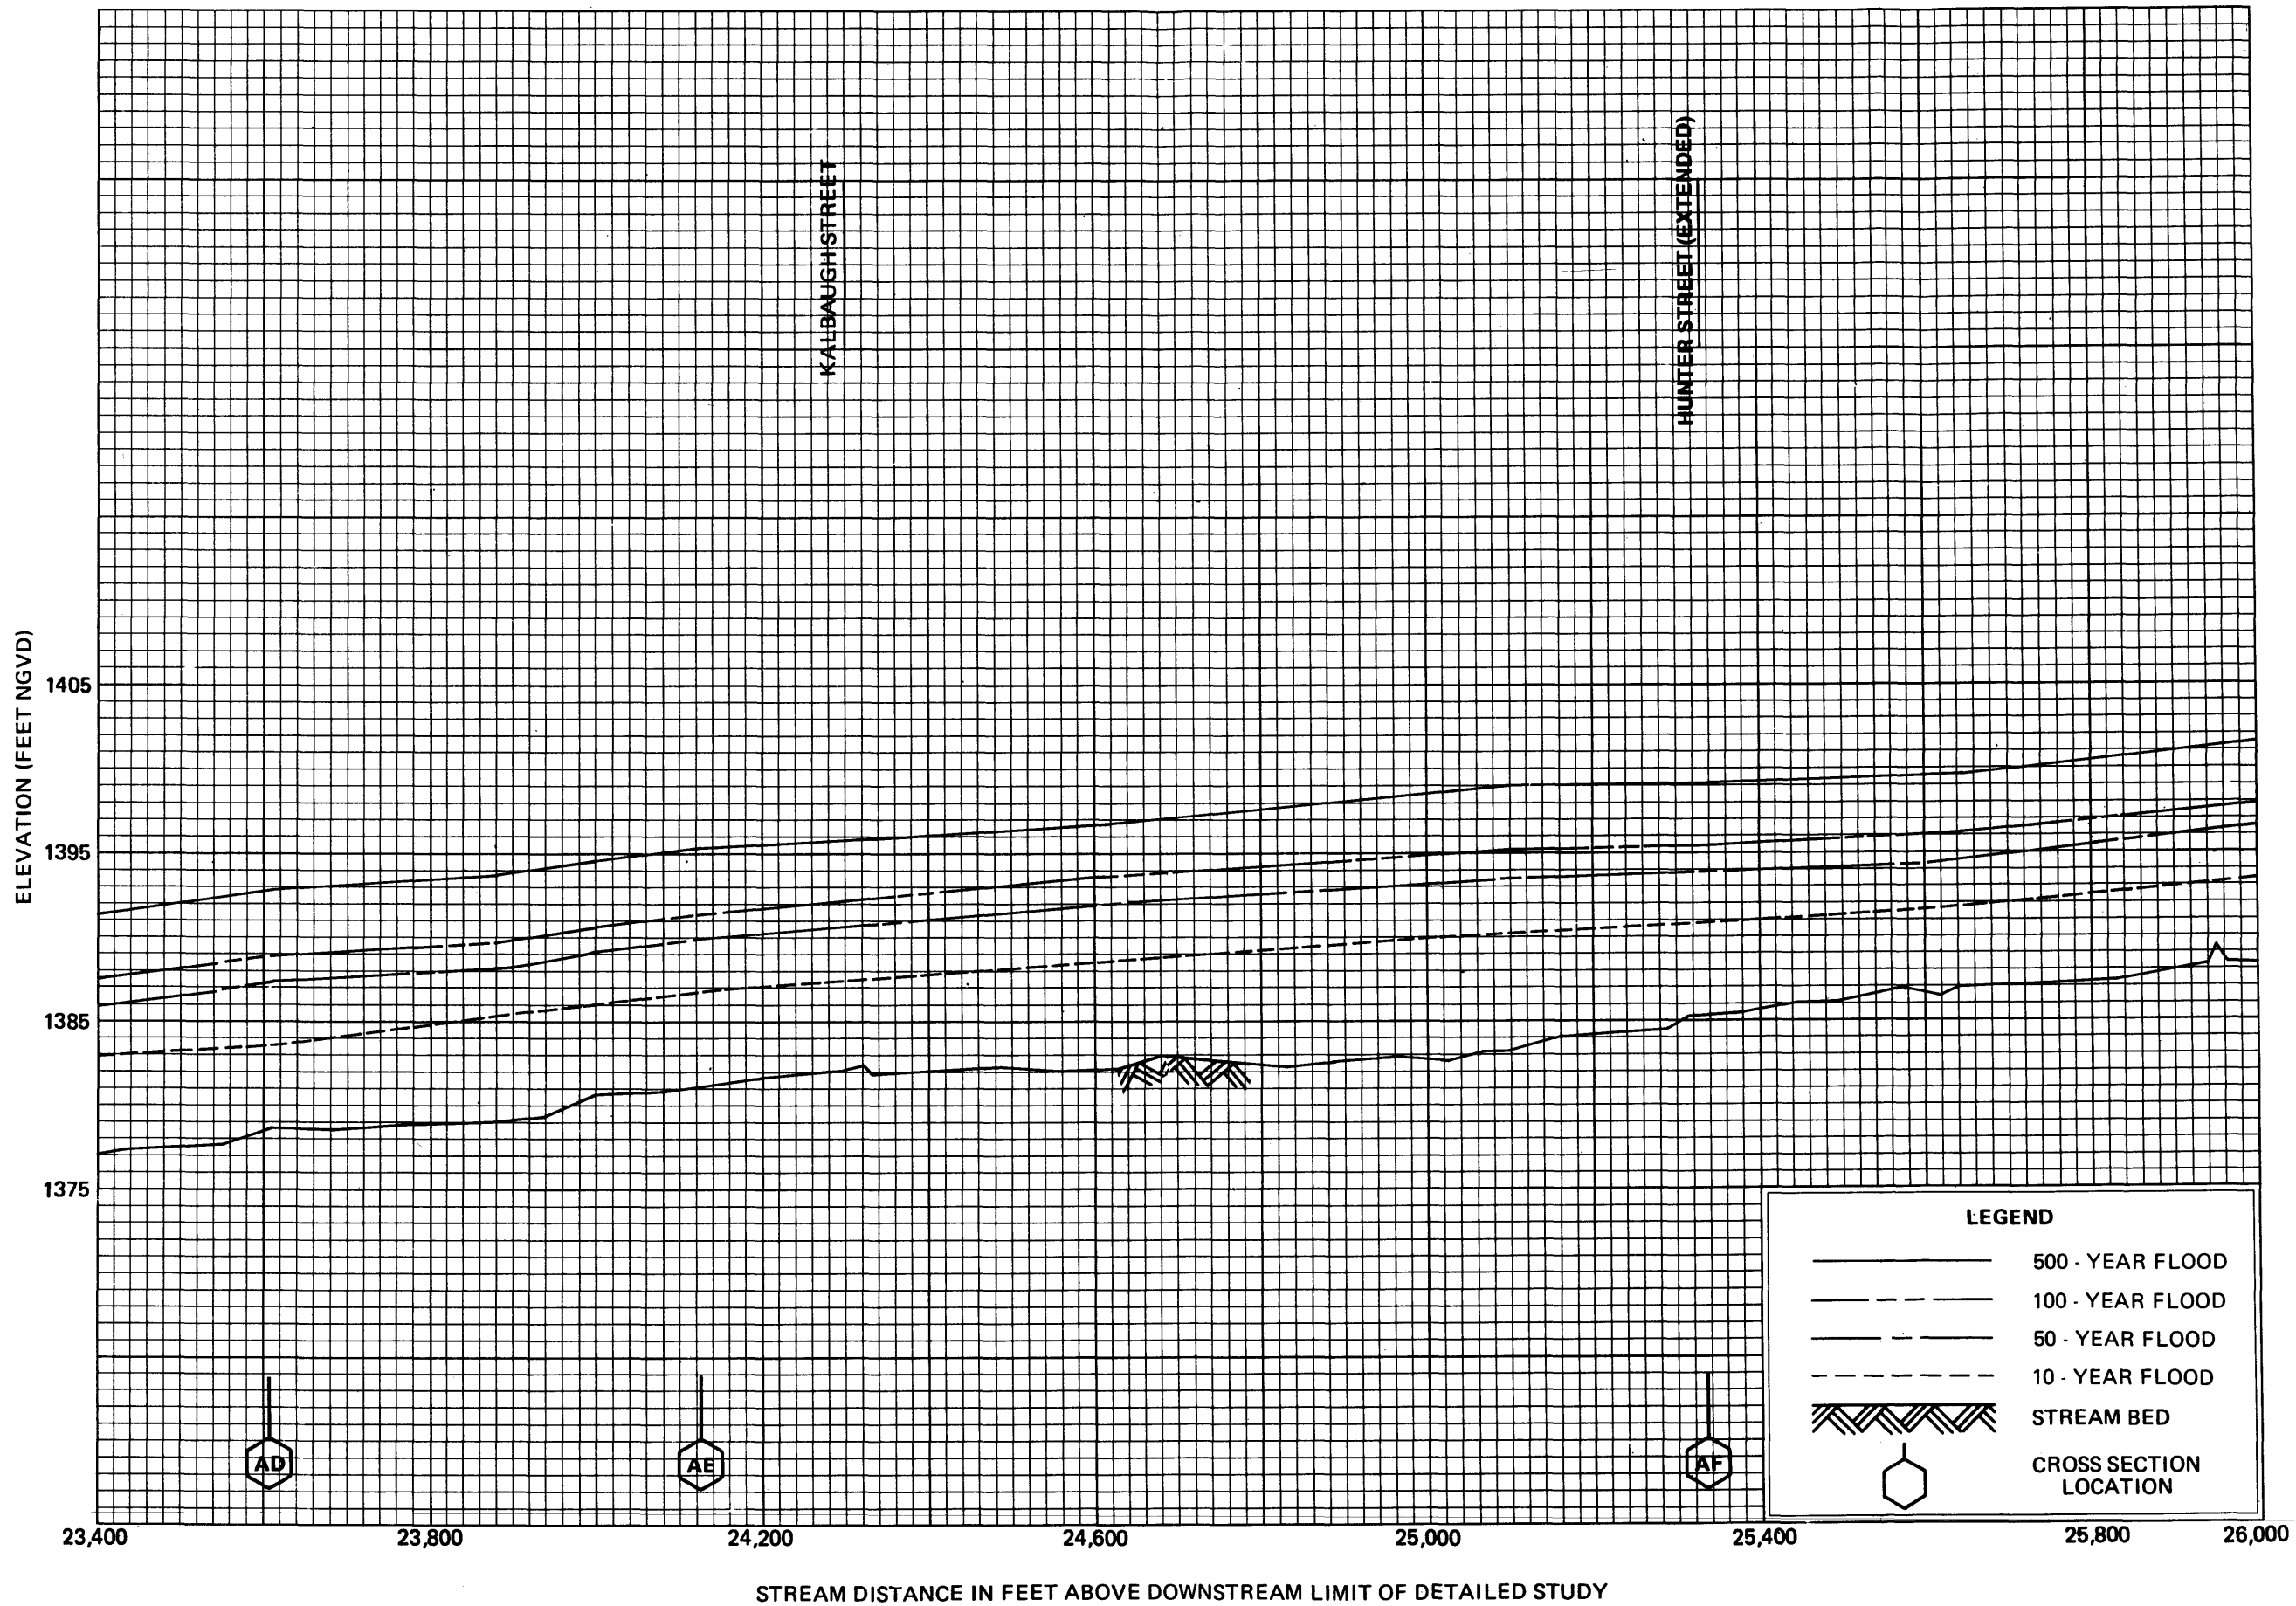 KALBAUGH STREET
HUNTER STREET (EXTENDED)
ELEVATION (FEET NGVD)
1405
1395
1385
1375
LEGEND
500 - YEAR FLOOD
100 - YEAR FLOOD
50 - YEAR FLOOD
10 - YEAR FLOOD
STREAM BED
CROSS SECTION
LOCATION
AD
AE
AF
23,400
23,800
24,200
24,600
25,000
25,400
25,800
26,000
STREAM DISTANCE IN FEET ABOVE DOWNSTREAM LIMIT OF DETAILED STUDY